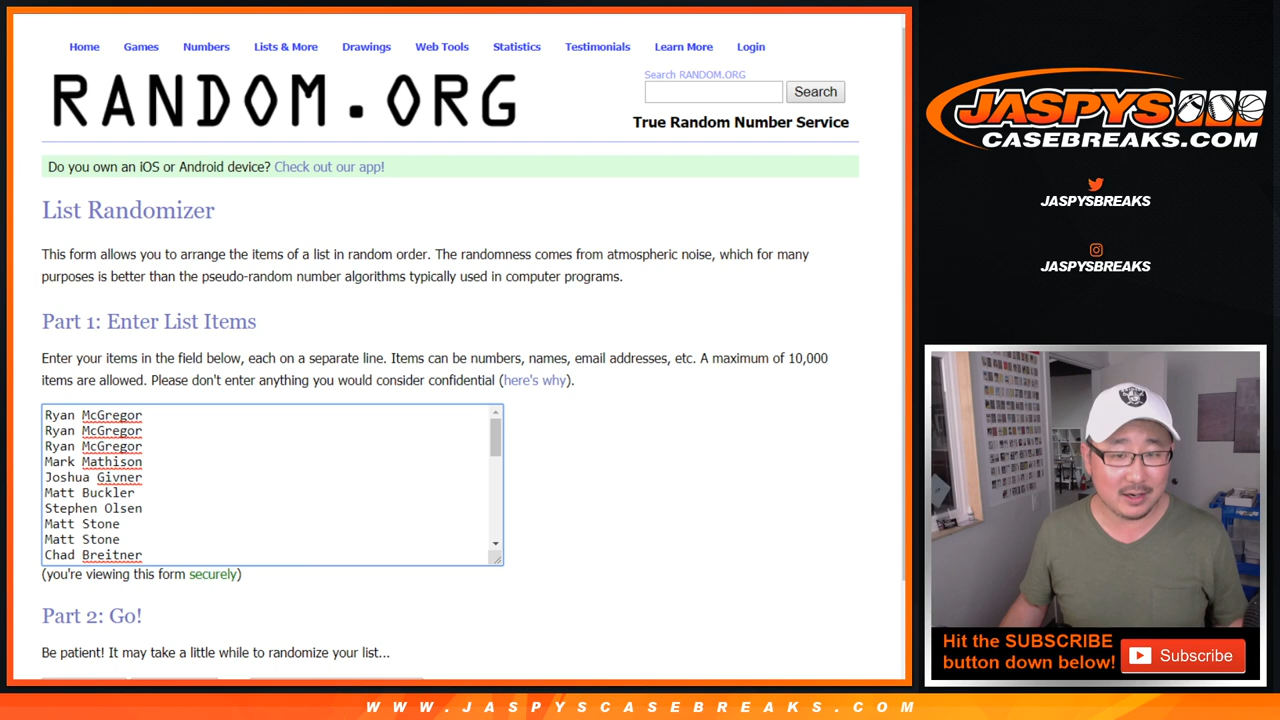 Home Games Numbers Lists & More Drawings Web Tools Statistics Testimonials Learn More Login
RANDOM.ORG
Search RANDOM.ORG
Search
True Random Number Service
Do you own an iOS or Android device? Check out our app!
List Randomizer
This form allows you to arrange the items of a list in random order. The randomness comes from atmospheric noise, which for many
purposes is better than the pseudo-random number algorithms typically used in computer programs.
Part 1: Enter List Items
Enter your items in the field below, each on a separate line. Items can be numbers, names, email addresses, etc. A maximum of 10,000
items are allowed. Please don't enter anything you would consider confidential (here's why).
Ryan McGregor
Ryan McGregor
Ryan McGregor
Mark Mathison
Joshua Givner
Matt Buckler
Stephen Olsen
Matt Stone
Matt Stone
Chad Breitner
(you're viewing this form securely)
Part 2: Go!
Be patient! It may take a little while to randomize your list...
JASPYS
CASEBREAKS.COM
JASPYSBREAKS
JASPYSBREAKS
Hit the SUBSCRIBE
button down below!
Subscribe
WWW.JASPYSCASEBREAKS.COM